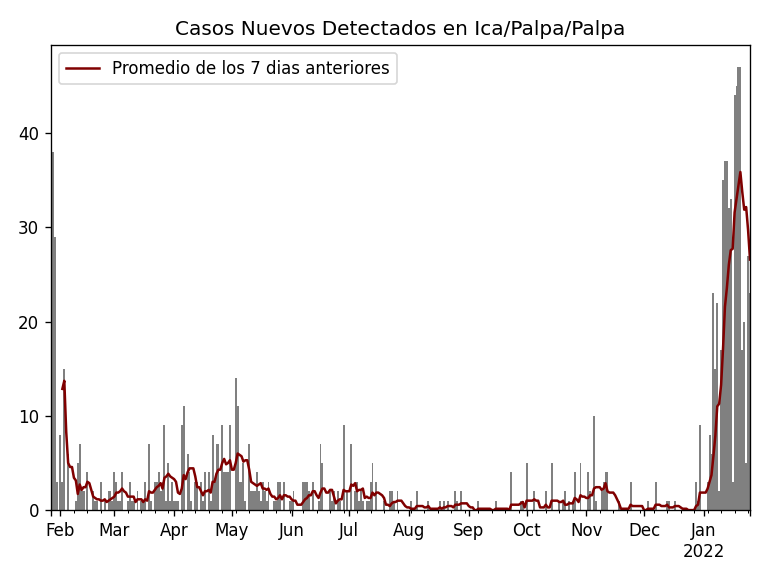 Casos Nuevos Detectados en Ica/Palpa/Palpa
Promedio de los 7 dias anteriores
40
30
20
10
0
Feb Mar Apr May Jun Jul Aug Sep Oct Nov Dec Jan
2022